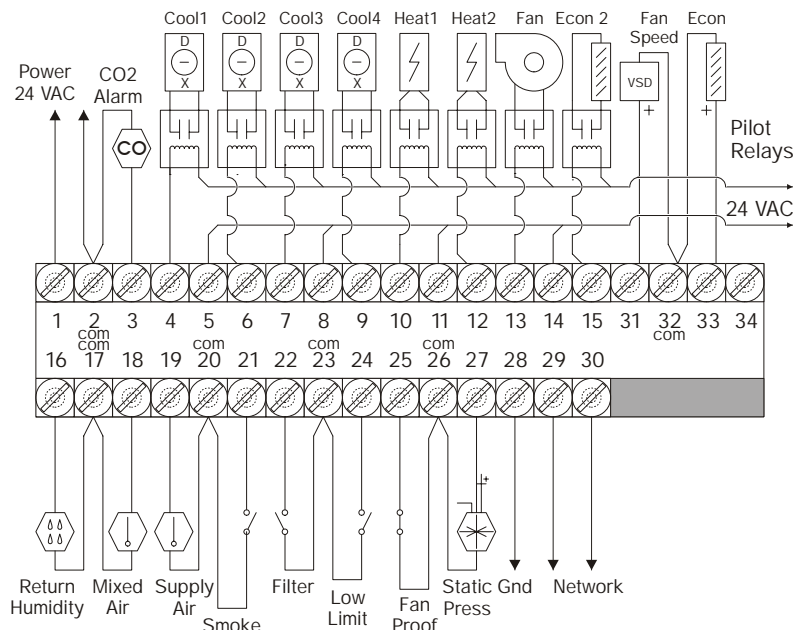 Cool1 Cool2 Cool3 Cool4 Heat1 Heat2 Fan Econ 2 Fan Speed Econ
D D D D
X X X X
Power 24 VAC
CO2 Alarm
VSD
+ +
CO
Pilot Relays
24 VAC
1 2 3 4 5 6 7 8 9 10 11 12 13 14 15 31 32 33 34
com com
com com com com
16 17 18 19 20 21 22 23 24 25 26 27 28 29 30
+
Return Humidity
Mixed Air
Supply Air
Smoke
Filter
Low Limit
Fan Proof
Static Press
Gnd
Network